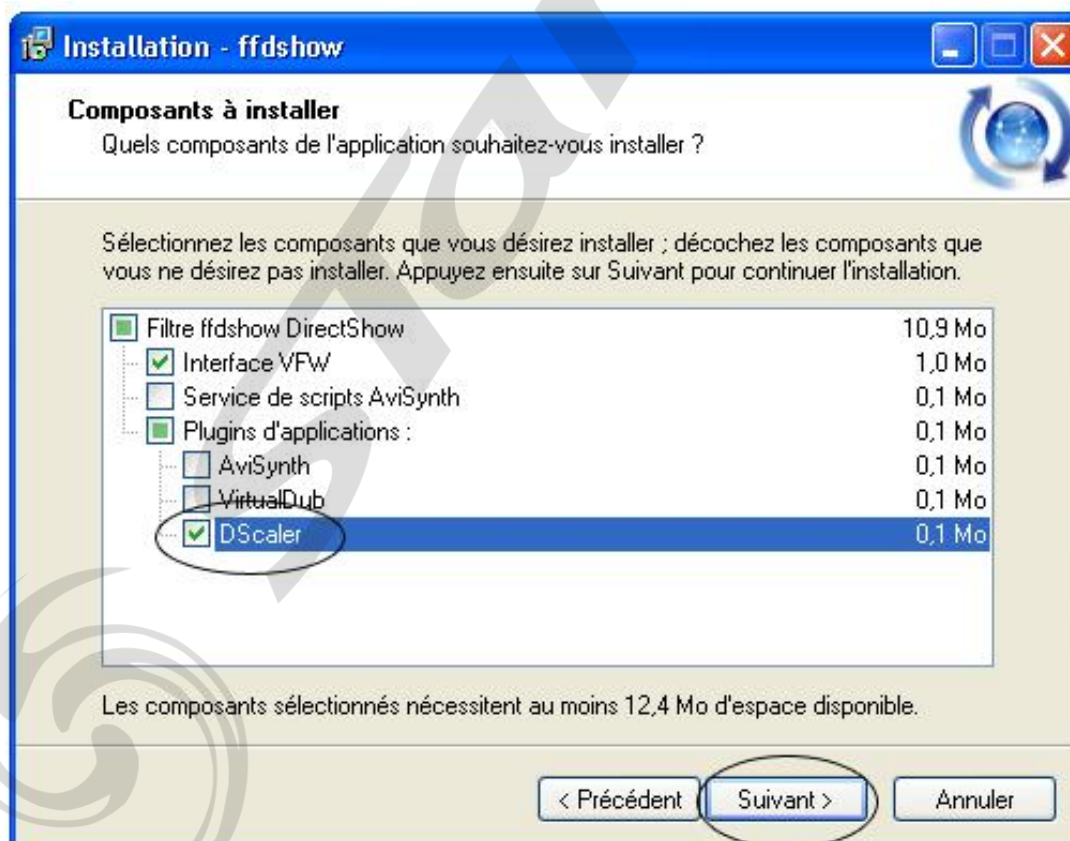 Installation - ffdshow
Composants à installer
Quels composants de l'application souhaitez-vous installer ?
Sélectionnez les composants que vous désirez installer ; décochez les composants que
vous ne désirez pas installer. Appuyez ensuite sur Suivant pour continuer l'installation.
Filtre ffdshow DirectShow 10,9 Mo
Interface VFW 1,0 Mo
Service de scripts AviSynth 0,1 Mo
Plugins d'applications : 0,1 Mo
AviSynth 0,1 Mo
VirtualDub 0,1 Mo
DScaler 0,1 Mo
Les composants sélectionnés nécessitent au moins 12,4 Mo d'espace disponible.
< Précédent Suivant > Annuler